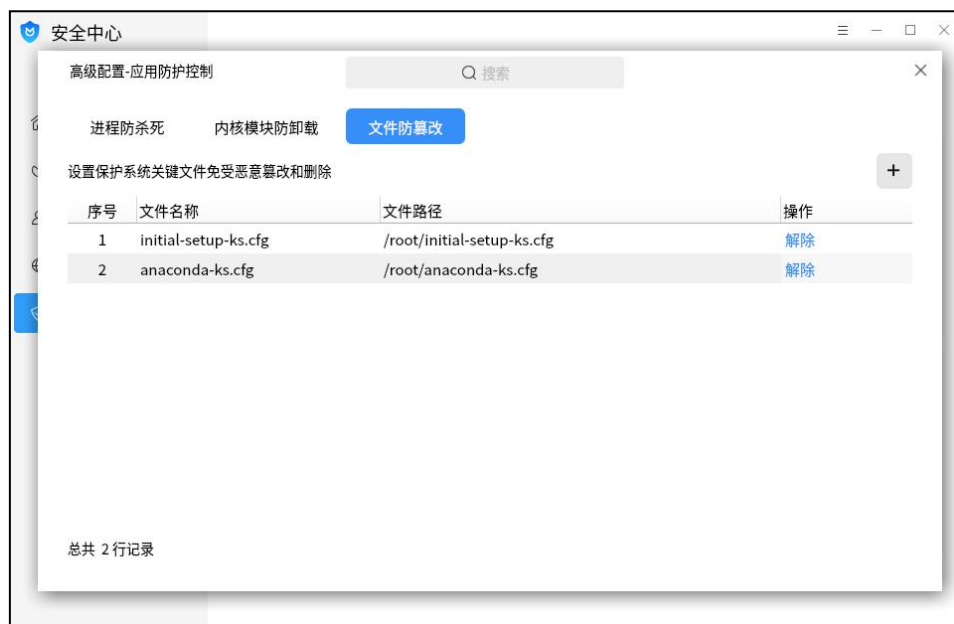 安全中心
高级配置-应用防护控制
搜索
进程防杀死 内核模块防卸载 文件防篡改
设置保护系统关键文件免受恶意篡改和删除
序号 文件名称 文件路径 操作
1 initial-setup-ks.cfg /root/initial-setup-ks.cfg 解除
2 anaconda-ks.cfg /root/anaconda-ks.cfg 解除
总共 2 行记录